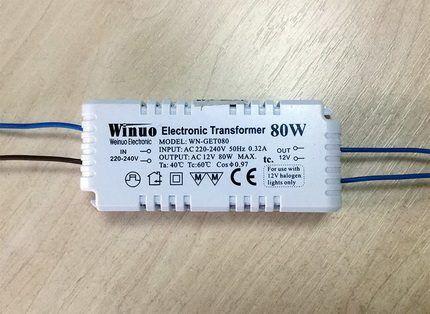 Winuo Electronic Transformer 80W
Weinuo Electronic
MODEL: WN-GET080
INPUT: AC 220-240V 50Hz 0.32A
OUTPUT: AC 12V 80W MAX.
Ta: 40℃ Tc:60℃ CosΦ0.97
IN
220-240V
OUT
12V
tc.
M M CE
For use with
12V halogen
lights only